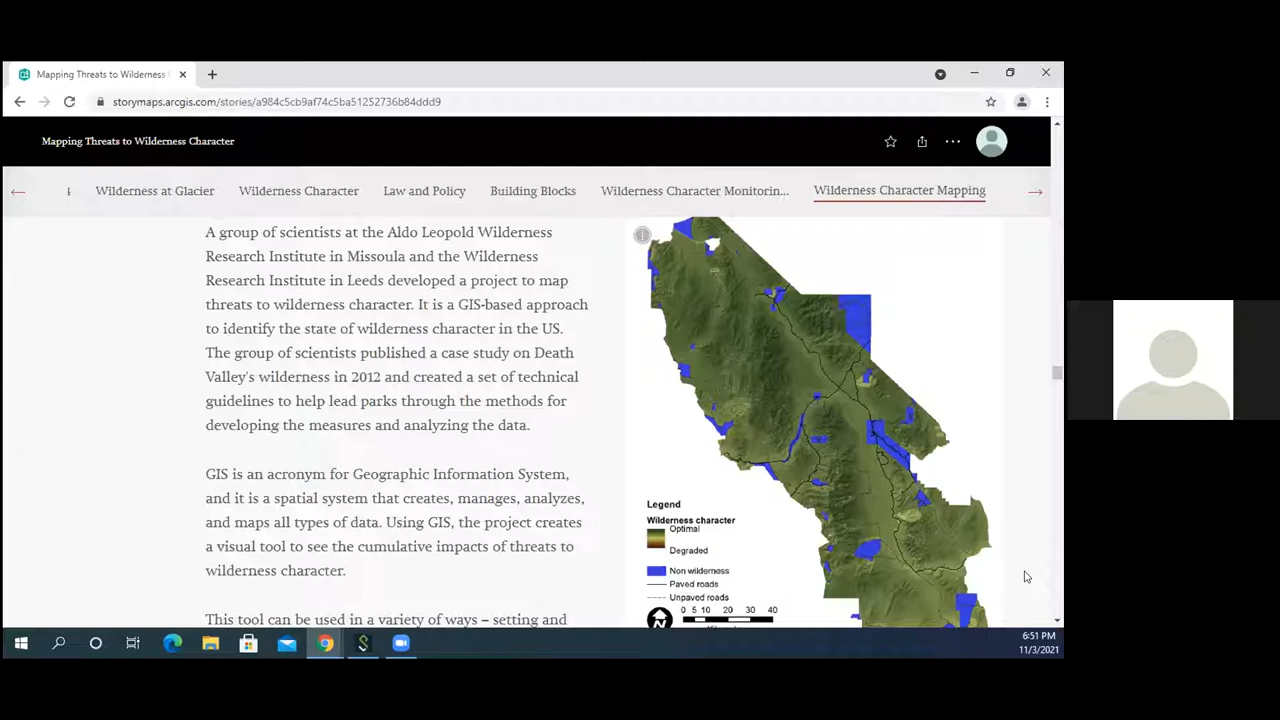 Mapping Threats to Wilderness
storymaps.arcgis.com/stories/a984c5cb9af74c5ba51252736b84ddd9
Mapping Threats to Wilderness Character
Wilderness at Glacier Wilderness Character Law and Policy Building Blocks Wilderness Character Monitorin... Wilderness Character Mapping
A group of scientists at the Aldo Leopold Wilderness
Research Institute in Missoula and the Wilderness
Research Institute in Leeds developed a project to map
threats to wilderness character. It is a GIS-based approach
to identify the state of wilderness character in the US.
The group of scientists published a case study on Death
Valley's wilderness in 2012 and created a set of technical
guidelines to help lead parks through the methods for
developing the measures and analyzing the data.
GIS is an acronym for Geographic Information System,
and it is a spatial system that creates, manages, analyzes,
and maps all types of data. Using GIS, the project creates
a visual tool to see the cumulative impacts of threats to
wilderness character.
This tool can be used in a variety of ways – setting and
Legend
Wilderness character
Optimal
Degraded
Non wilderness
Paved roads
Unpaved roads
0 5 10 20 30 40
N
6:51 PM
11/3/2021